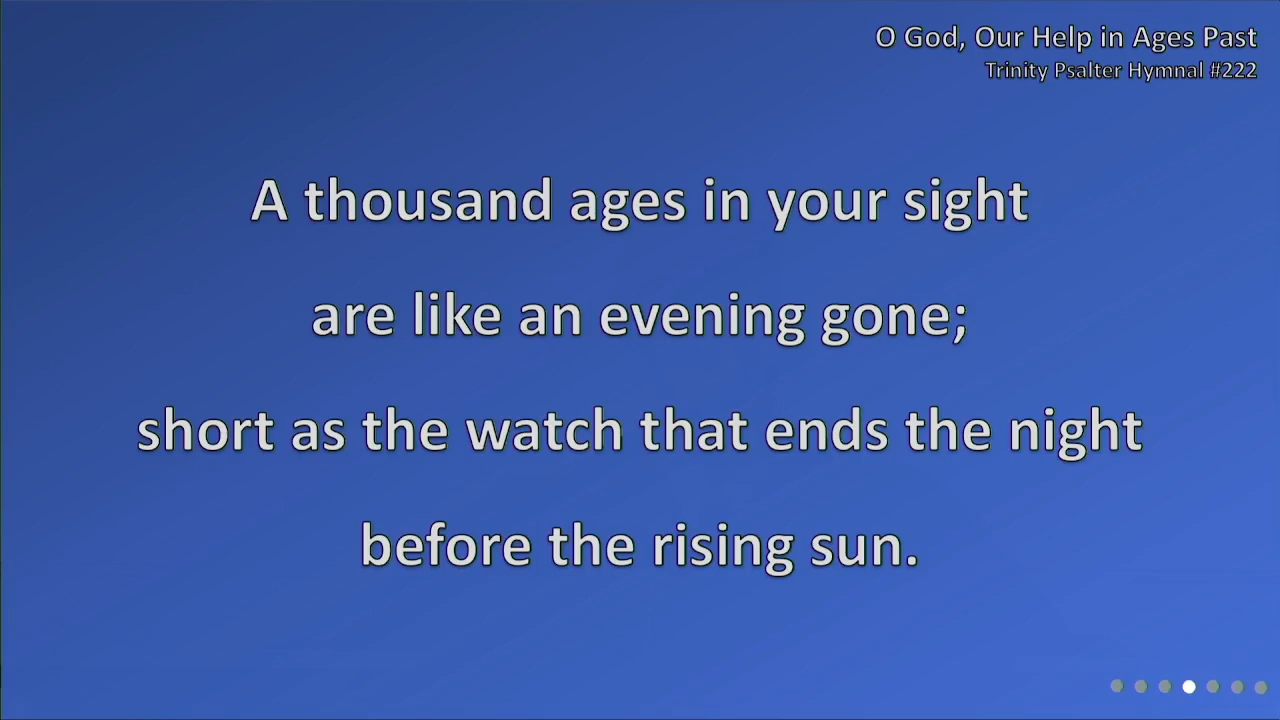 O God, Our Help in Ages Past
Trinity Psalter Hymnal #222
A thousand ages in your sight
are like an evening gone;
short as the watch that ends the night
before the rising sun.